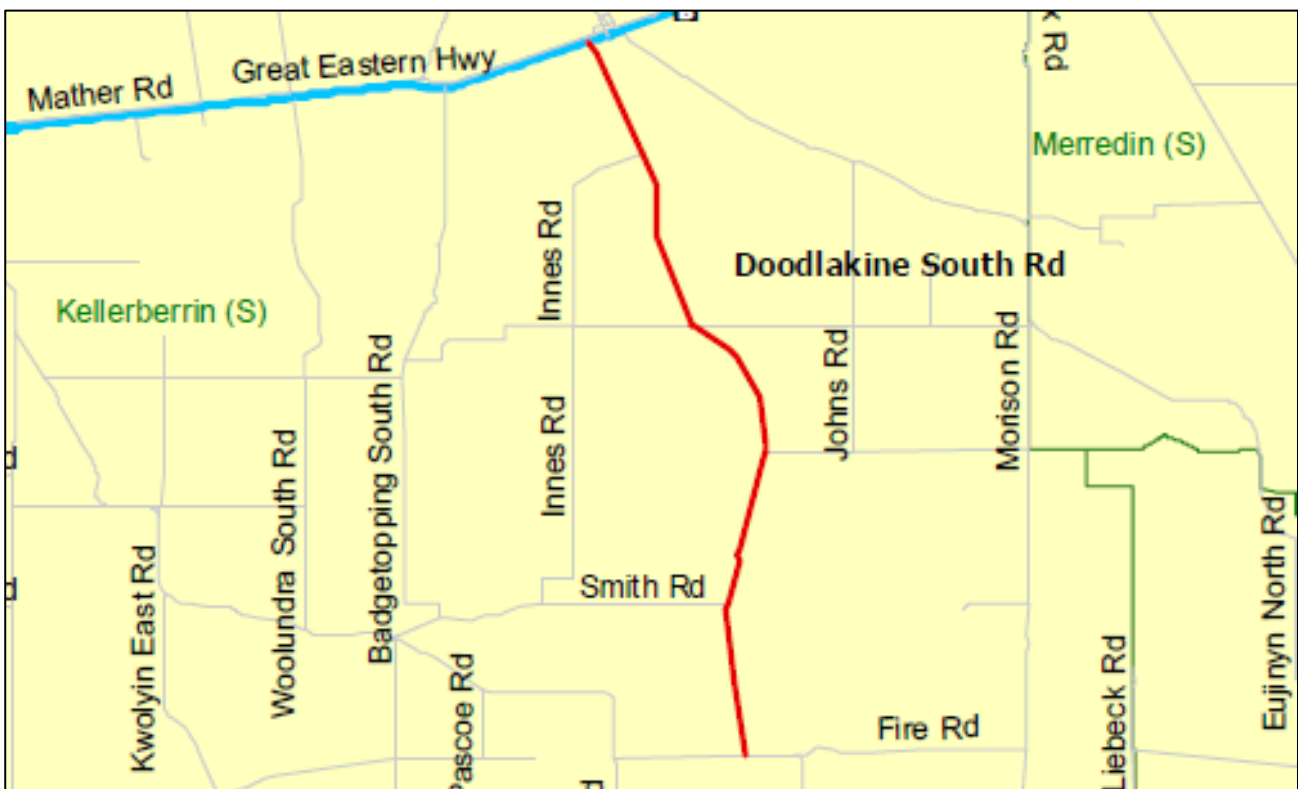 Great Eastern Hwy
Mather Rd
k Rd
Merredin (S)
Innes Rd
Doodlakine South Rd
Kellerberrin (S)
Johns Rd
Morison Rd
Badgetopping South Rd
Innes Rd
Woolundra South Rd
d
Kwolyin East Rd
Smith Rd
d
Eujinyn North Rd
Pascoe Rd
Liebeck Rd
Fire Rd
d